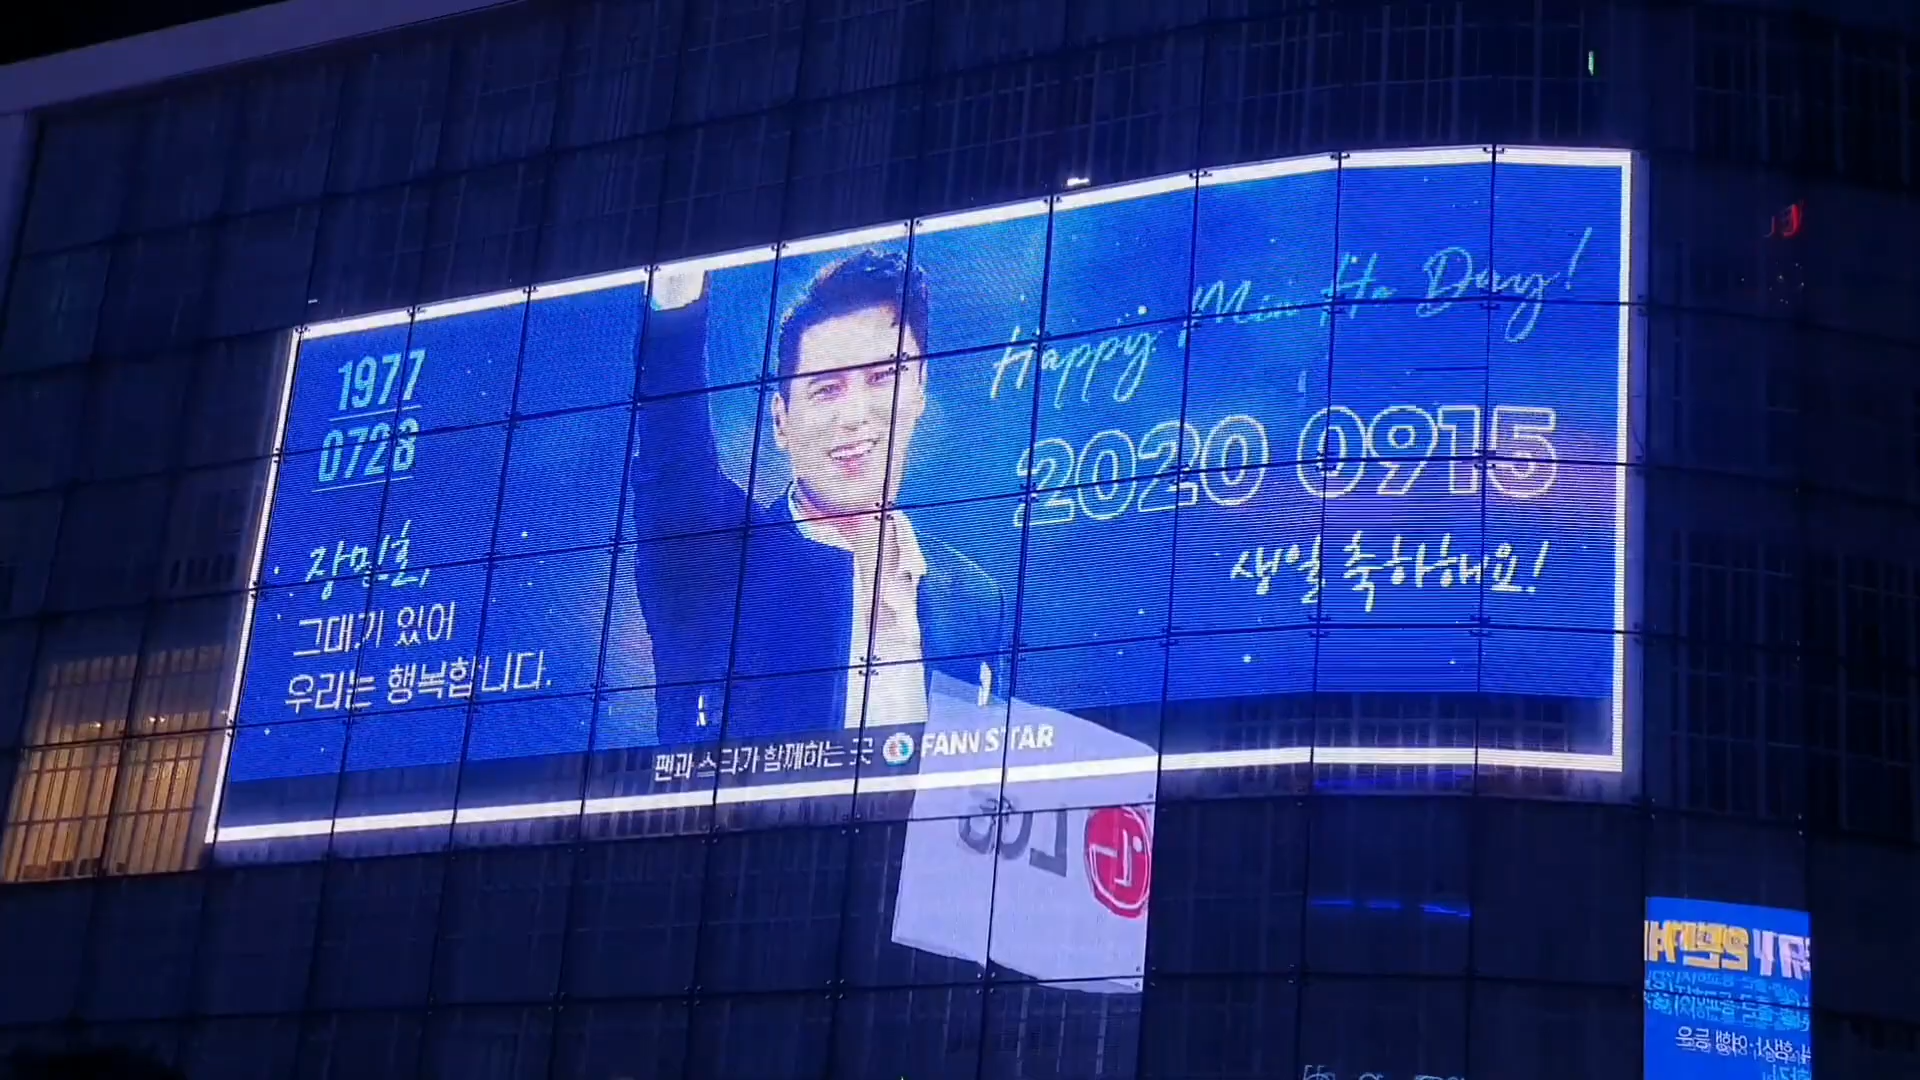 1977
0728
장민호,
그대가 있어
우리는 행복합니다.
Happy Min Ho Day!
2020 0915
생일 축하해요!
팬과 스타가 함께하는 곳 FANN STAR
LG